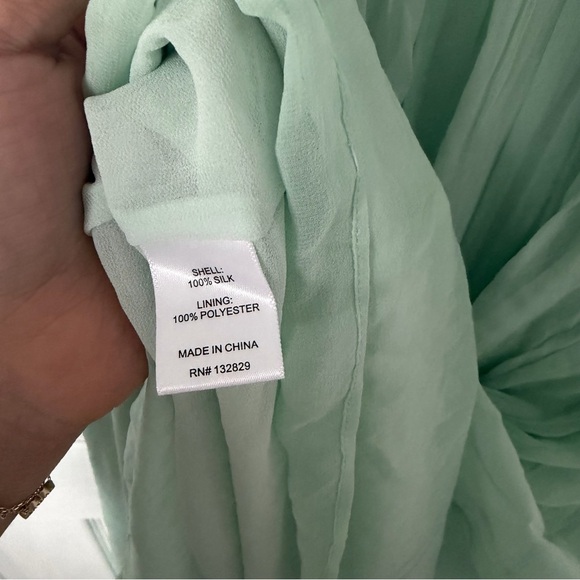 SHELL:
100% SILK
LINING:
100% POLYESTER
MADE IN CHINA
RN# 132829